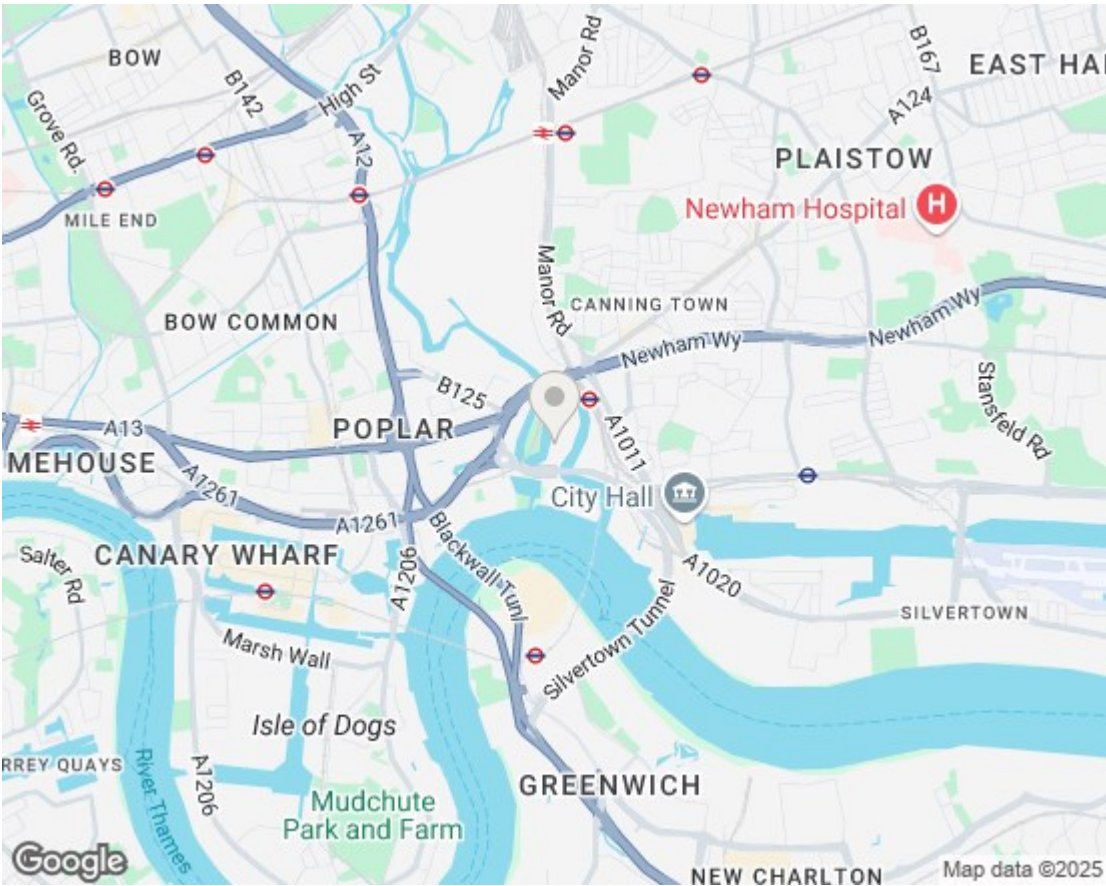 BOW
B142
High St
Manor Rd
B167
EAST HA
A124
Grove Rd.
A12
PLAISTOW
Newham Hospital
H
MILE END
Manor Rd
CANNING TOWN
Newham Wy
Newham Wy
BOW COMMON
B125
Stansfeld Rd
A13
POPLAR
A1011
MEHOUSE
A1261
City Hall
A1261
Blackwall Tunl
CANARY WHARF
A1206
A1020
Salter Rd
SILVERTOWN
Silvertown Tunnel
Marsh Wall
Isle of Dogs
RREY QUAYS
River Thames
A1206
GREENWICH
Mudchute
Park and Farm
Google
Map data ©2025
NEW CHARLTON